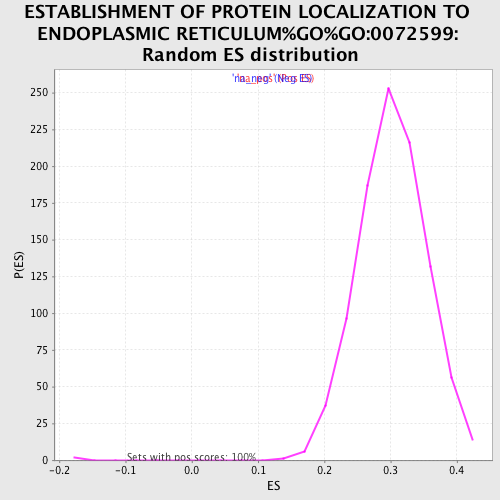 ESTABLISHMENT OF PROTEIN LOCALIZATION TO
ENDOPLASMIC RETICULUM%GO%GO:0072599:
Random ES distribution
250
225
200
175
150
125
100
75
50
25
0
P(ES)
Sets with pos scores: 100%
-0.2 -0.1 0.0 0.1 0.2 0.3 0.4
ES